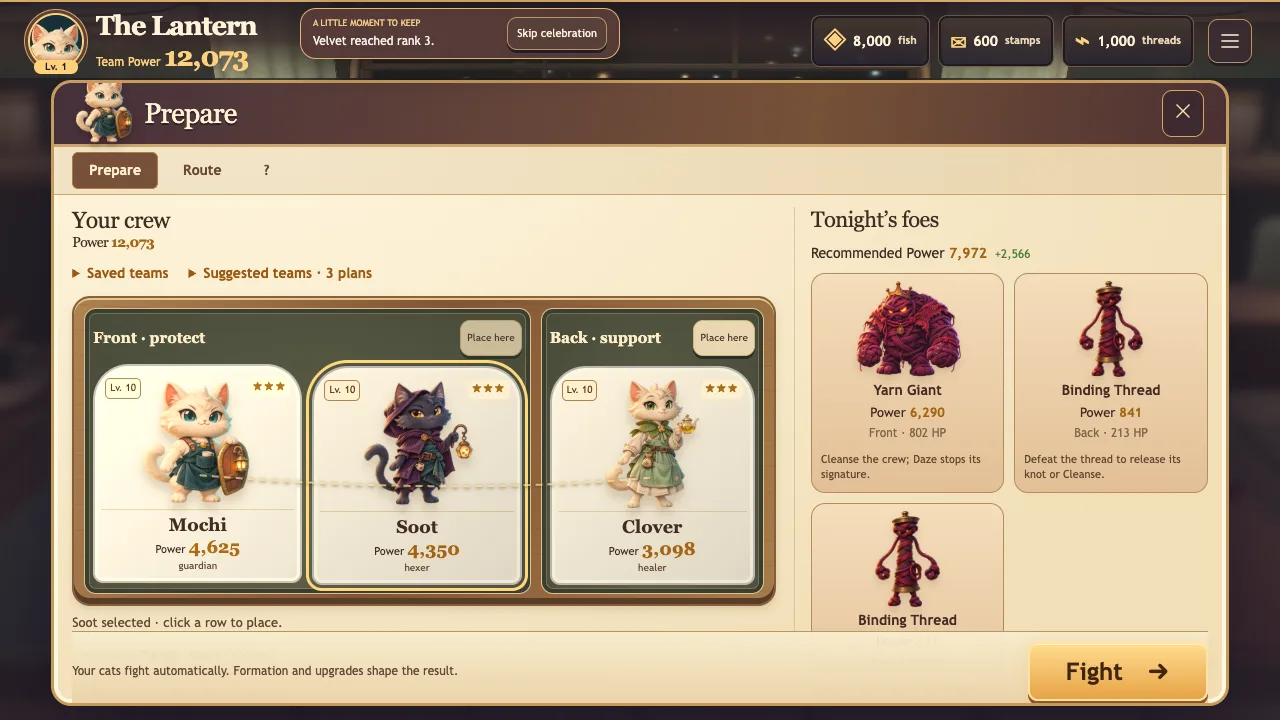 The Lantern
Team Power 12,073
Lv. 1
A LITTLE MOMENT TO KEEP
Velvet reached rank 3.
Skip celebration
8,000 fish
600 stamps
1,000 threads
Prepare
Prepare
Route
?
Your crew
Power 12,073
Saved teams
Suggested teams · 3 plans
Front · protect
Place here
Back · support
Place here
Lv. 10
Mochi
Power 4,625
guardian
Lv. 10
Soot
Power 4,350
hexer
Lv. 10
Clover
Power 3,098
healer
Soot selected · click a row to place.
Tonight’s foes
Recommended Power 7,972 +2,566
Yarn Giant
Power 6,290
Front · 802 HP
Cleanse the crew; Daze stops its
signature.
Binding Thread
Power 841
Back · 213 HP
Defeat the thread to release its
knot or Cleanse.
Binding Thread
Your cats fight automatically. Formation and upgrades shape the result.
Fight